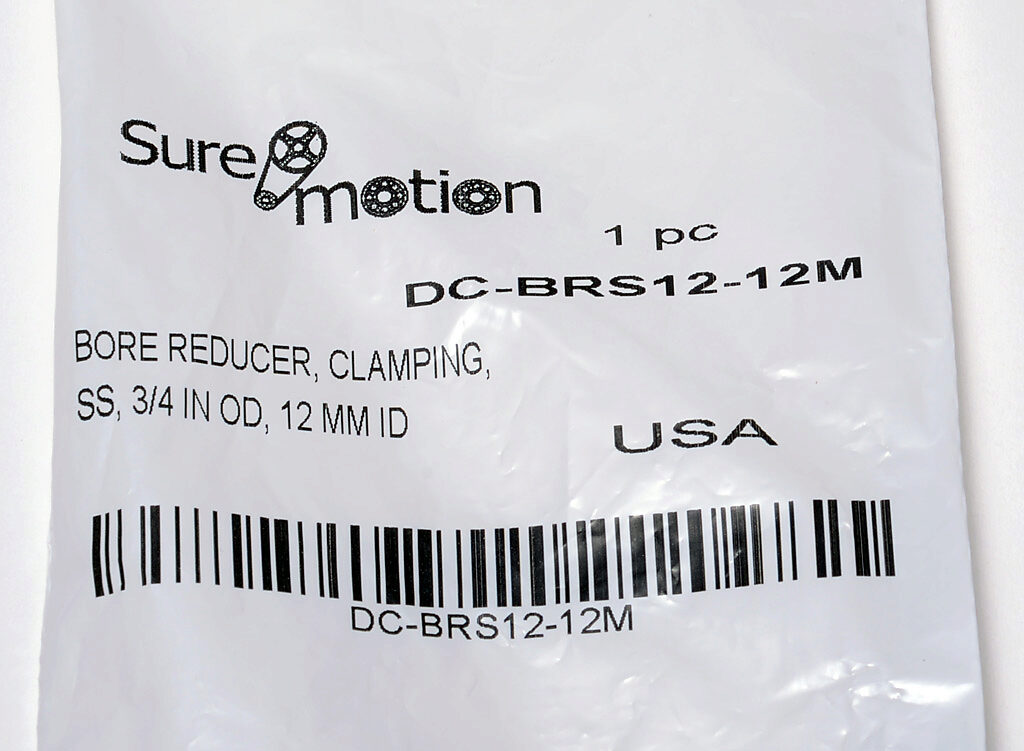 Sure motion
1 pc
DC-BRS12-12M
BORE REDUCER, CLAMPING,
SS, 3/4 IN OD, 12 MM ID
USA
DC-BRS12-12M